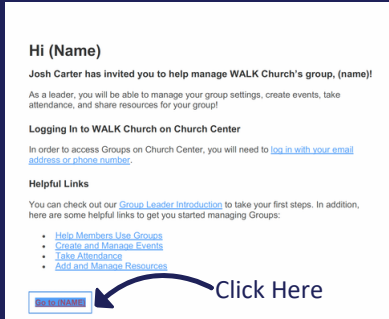 Hi (Name)
Josh Carter has invited you to help manage WALK Church's group, (name)!
As a leader, you will be able to manage your group settings, create events, take
attendance, and share resources for your group!
Logging In to WALK Church on Church Center
In order to access Groups on Church Center, you will need to log in with your email
address or phone number.
Helpful Links
You can check out our Group Leader Introduction to take your first steps. In addition,
here are some helpful links to get you started managing Groups:
• Help Members Use Groups
• Create and Manage Events
• Take Attendance
• Add and Manage Resources
Go to (NAME)
Click Here